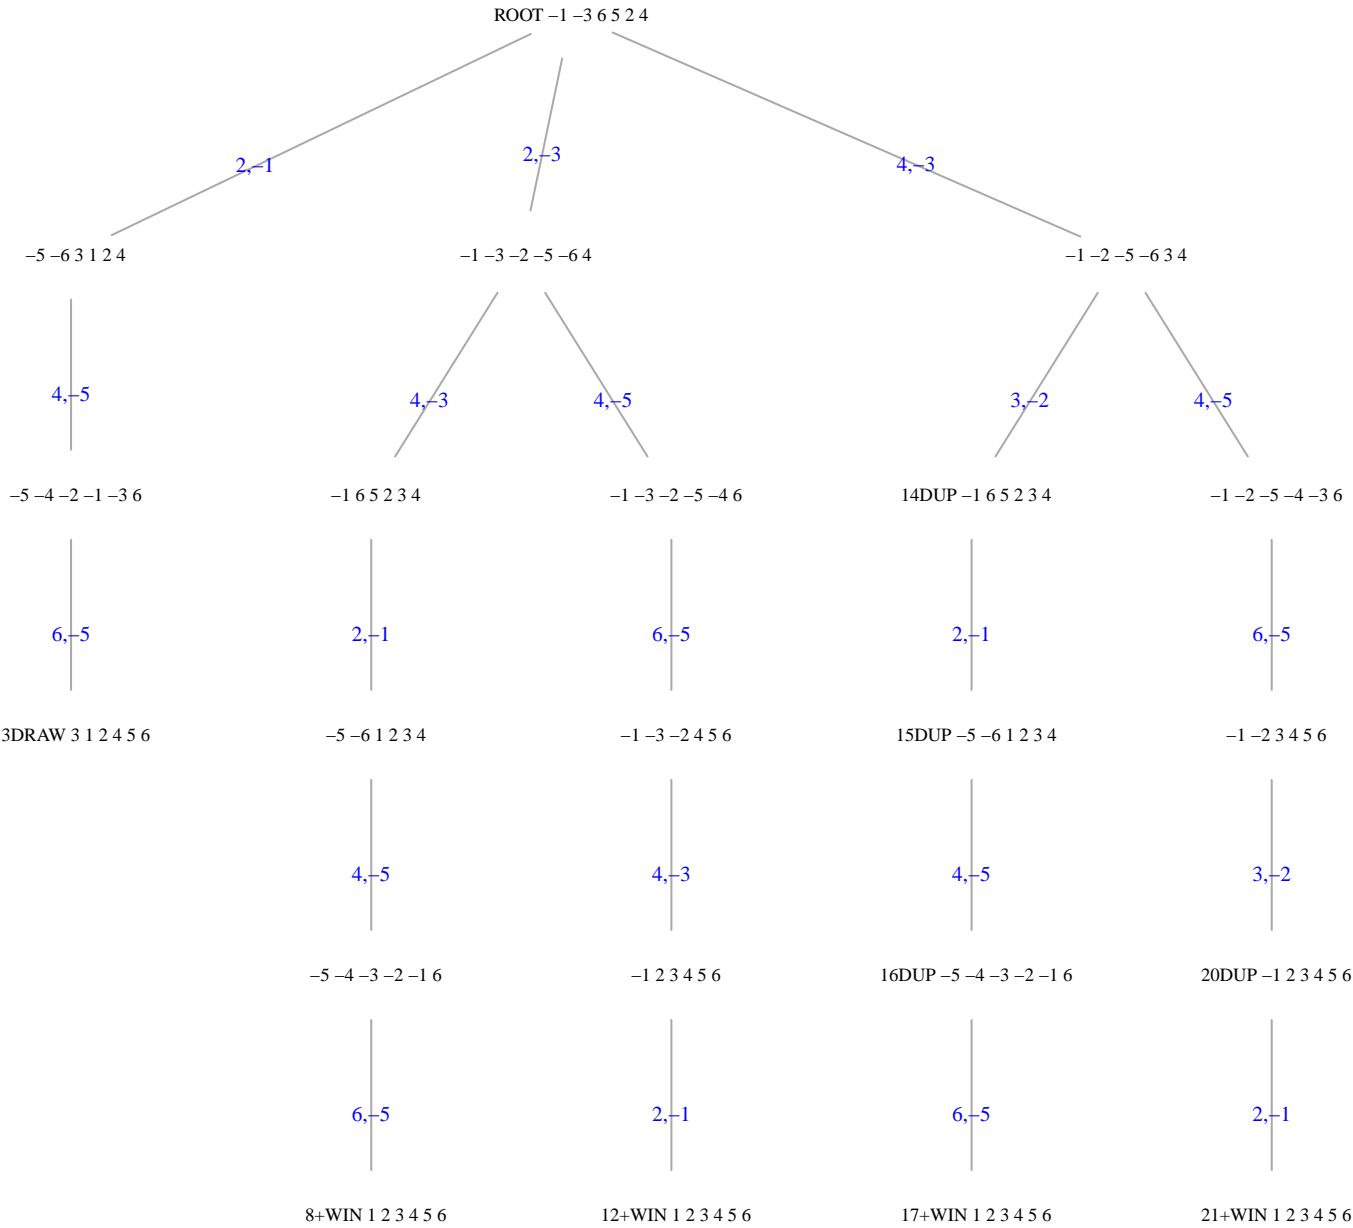 ROOT –1 –3 6 5 2 4
2,–1
2,–3
4,–3
–5 –6 3 1 2 4
–1 –3 –2 –5 –6 4
–1 –2 –5 –6 3 4
4,–5
4,–3
4,–5
3,–2
4,–5
–5 –4 –2 –1 –3 6
–1 6 5 2 3 4
–1 –3 –2 –5 –4 6
14DUP –1 6 5 2 3 4
–1 –2 –5 –4 –3 6
6,–5
2,–1
6,–5
2,–1
6,–5
3DRAW 3 1 2 4 5 6
–5 –6 1 2 3 4
–1 –3 –2 4 5 6
15DUP –5 –6 1 2 3 4
–1 –2 3 4 5 6
4,–5
4,–3
4,–5
3,–2
–5 –4 –3 –2 –1 6
–1 2 3 4 5 6
16DUP –5 –4 –3 –2 –1 6
20DUP –1 2 3 4 5 6
6,–5
2,–1
6,–5
2,–1
8+WIN 1 2 3 4 5 6
12+WIN 1 2 3 4 5 6
17+WIN 1 2 3 4 5 6
21+WIN 1 2 3 4 5 6